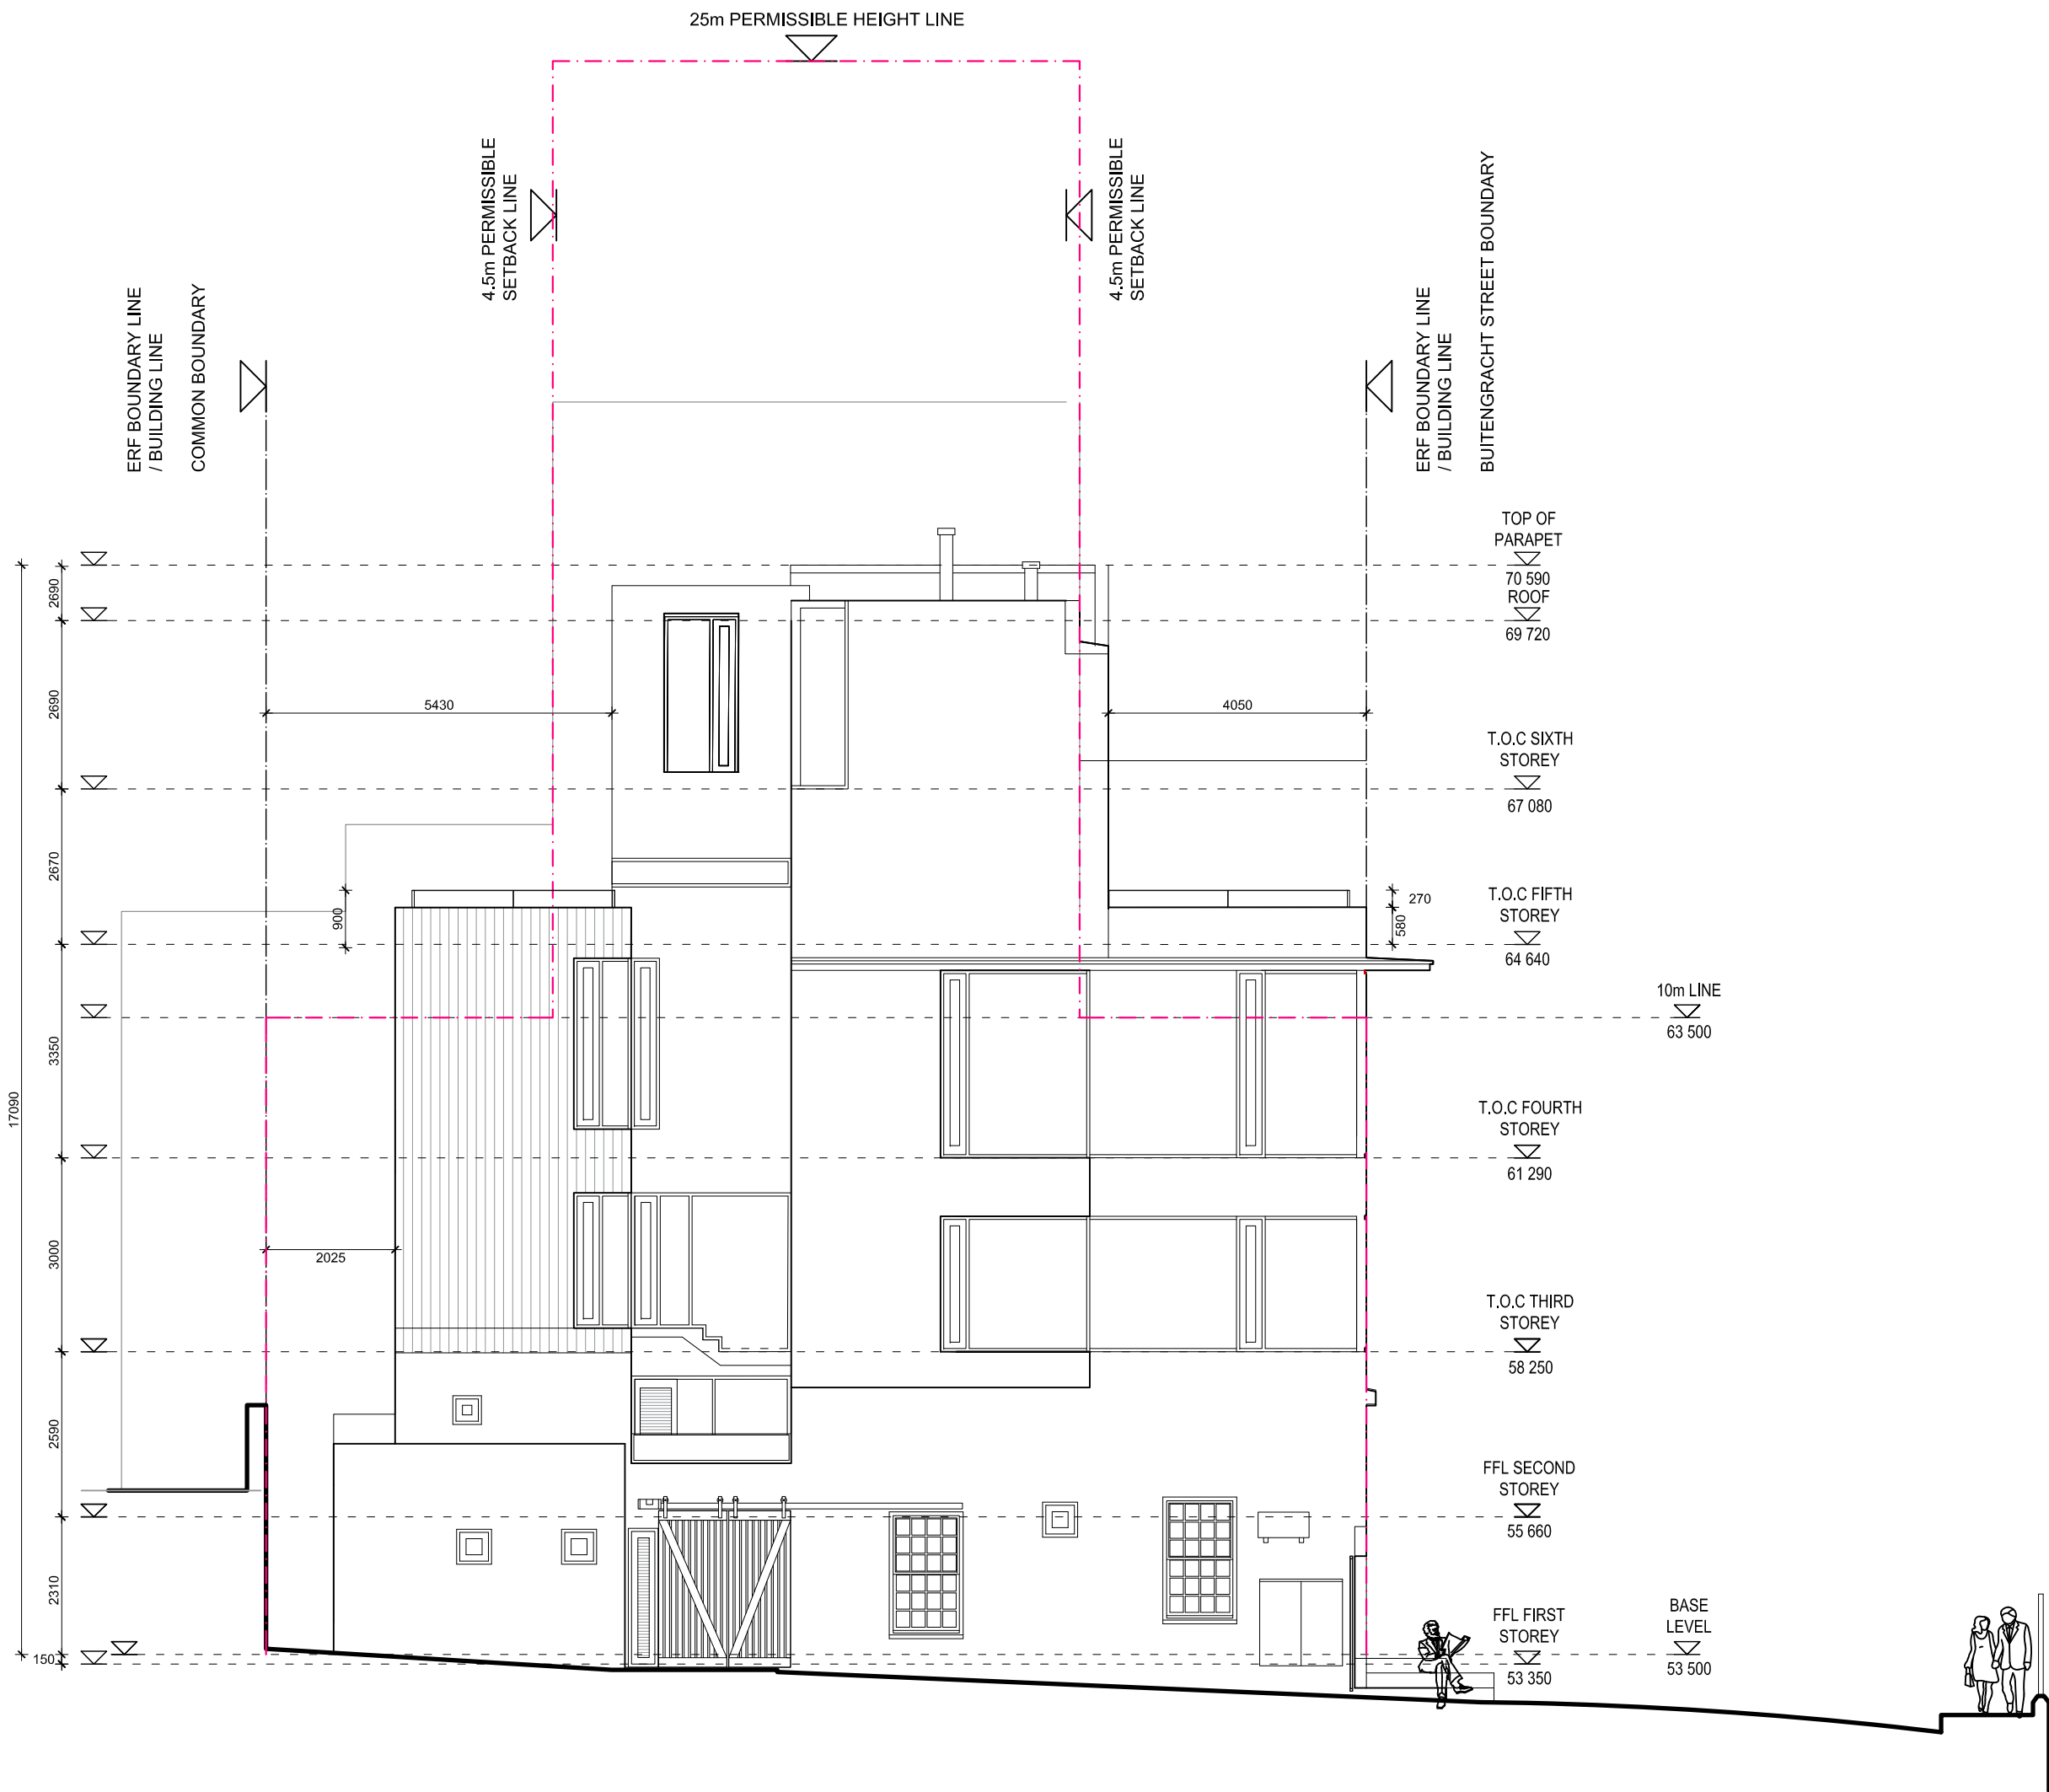 25m PERMISSIBLE HEIGHT LINE
4.5m PERMISSIBLE
SETBACK LINE
4.5m PERMISSIBLE
SETBACK LINE
ERF BOUNDARY LINE
/ BUILDING LINE
COMMON BOUNDARY
ERF BOUNDARY LINE
/ BUILDING LINE
BUITENGRACHT STREET BOUNDARY
TOP OF
PARAPET
70 590
ROOF
69 720
T.O.C SIXTH
STOREY
67 080
T.O.C FIFTH
STOREY
64 640
10m LINE
63 500
T.O.C FOURTH
STOREY
61 290
T.O.C THIRD
STOREY
58 250
FFL SECOND
STOREY
55 660
FFL FIRST
STOREY
53 350
BASE
LEVEL
53 500
17090
2690
2690
2670
3350
3000
2590
2310
150
5430
4050
900
270
580
2025